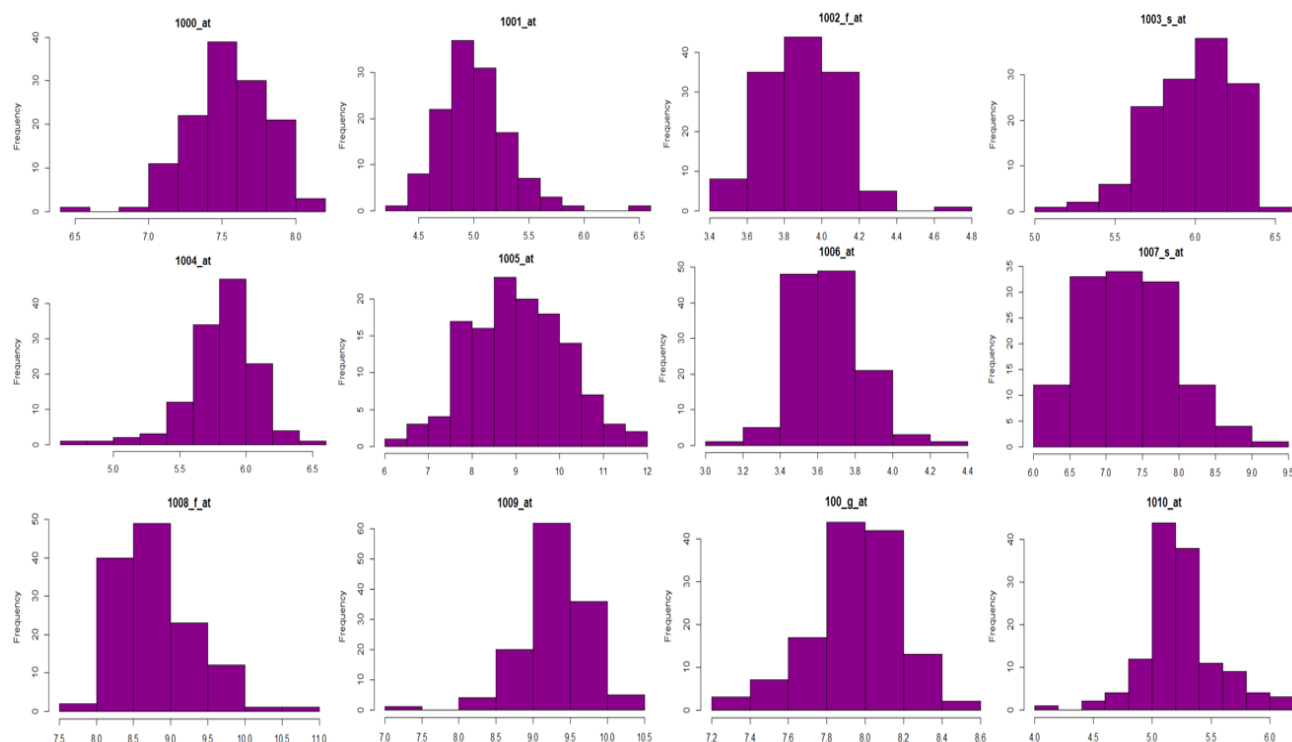 1000_at
Frequency
0 10 20 30 40
6.5 7.0 7.5 8.0
1001_at
Frequency
0 10 20 30
4.5 5.0 5.5 6.0 6.5
1002_f_at
Frequency
0 10 20 30 40
3.4 3.6 3.8 4.0 4.2 4.4 4.6 4.8
1003_s_at
Frequency
0 10 20 30
5.0 5.5 6.0 6.5
1004_at
Frequency
0 10 20 30 40
5.0 5.5 6.0 6.5
1005_at
Frequency
0 5 10 15 20
6 7 8 9 10 11 12
1006_at
Frequency
0 10 20 30 40 50
3.0 3.2 3.4 3.6 3.8 4.0 4.2 4.4
1007_s_at
Frequency
0 5 10 15 20 25 30 35
6.0 6.5 7.0 7.5 8.0 8.5 9.0 9.5
1008_f_at
Frequency
0 10 20 30 40 50
7.5 8.0 8.5 9.0 9.5 10.0 10.5 11.0
1009_at
Frequency
0 10 20 30 40 50 60
7.0 7.5 8.0 8.5 9.0 9.5 10.0 10.5
100_g_at
Frequency
0 10 20 30 40
7.2 7.4 7.6 7.8 8.0 8.2 8.4 8.6
1010_at
Frequency
0 10 20 30 40
4.0 4.5 5.0 5.5 6.0